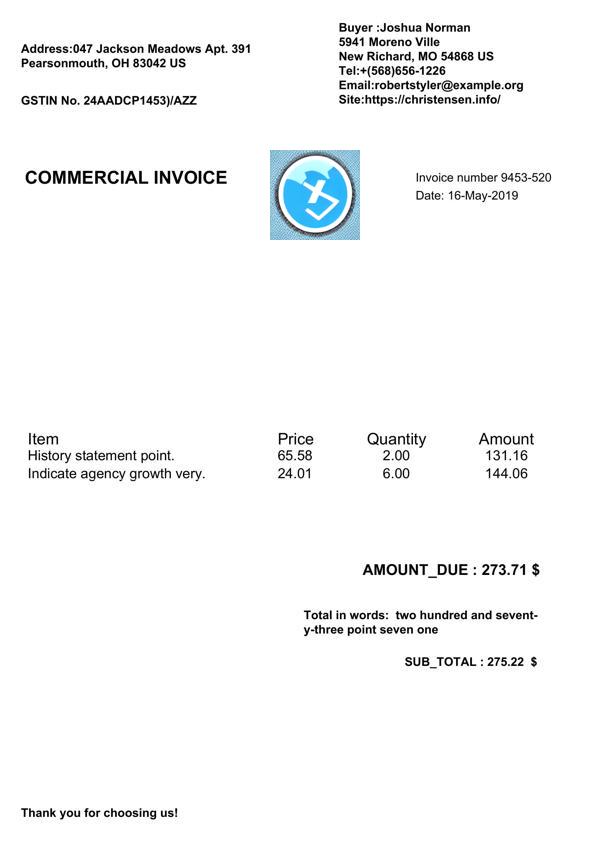 Address:047 Jackson Meadows Apt. 391
Pearsonmouth, OH 83042 US
GSTIN No. 24AADCP1453)/AZZ
Buyer :Joshua Norman
5941 Moreno Ville
New Richard, MO 54868 US
Tel:+(568)656-1226
Email:robertstyler@example.org
Site:https://christensen.info/
COMMERCIAL INVOICE
Invoice number 9453-520
Date: 16-May-2019
Item Price Quantity Amount
History statement point. 65.58 2.00 131.16
Indicate agency growth very. 24.01 6.00 144.06
AMOUNT_DUE : 273.71 $
Total in words:  two hundred and sevent-
y-three point seven one
SUB_TOTAL : 275.22  $
Thank you for choosing us!